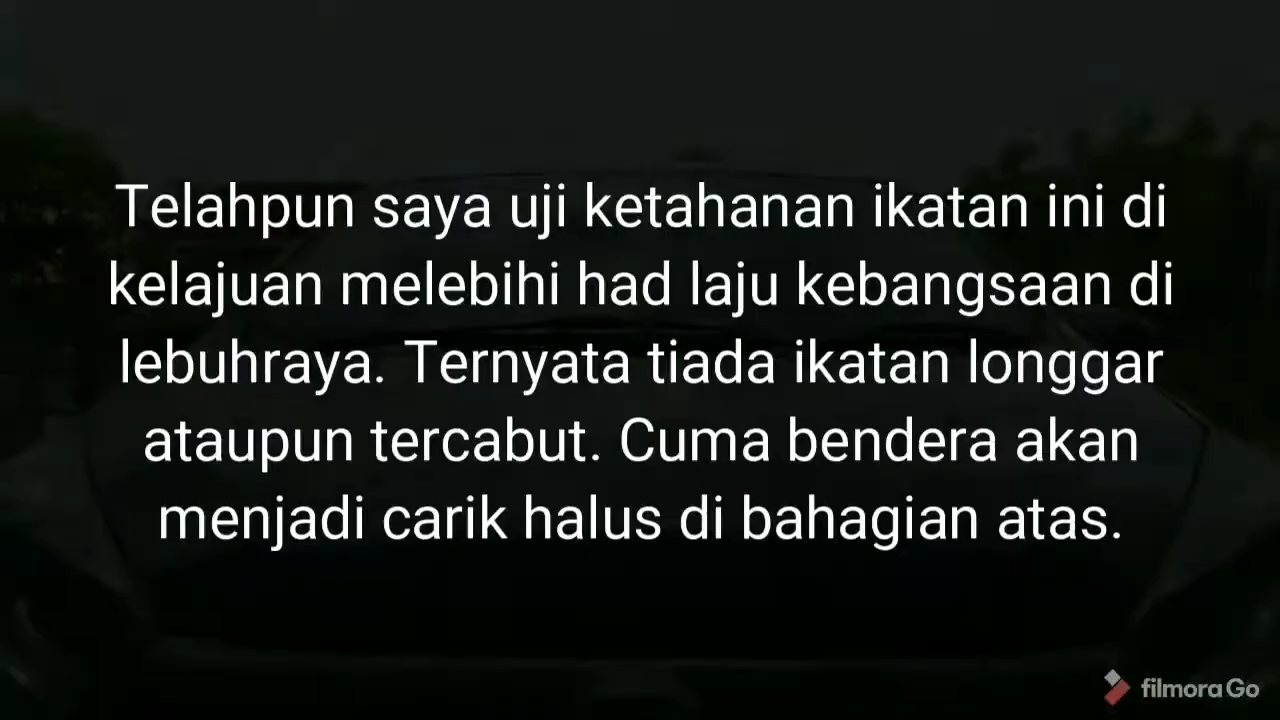 Telahpun saya uji ketahanan ikatan ini di
kelajuan melebihi had laju kebangsaan di
lebuhraya. Ternyata tiada ikatan longgar
ataupun tercabut. Cuma bendera akan
menjadi carik halus di bahagian atas.
filmora Go